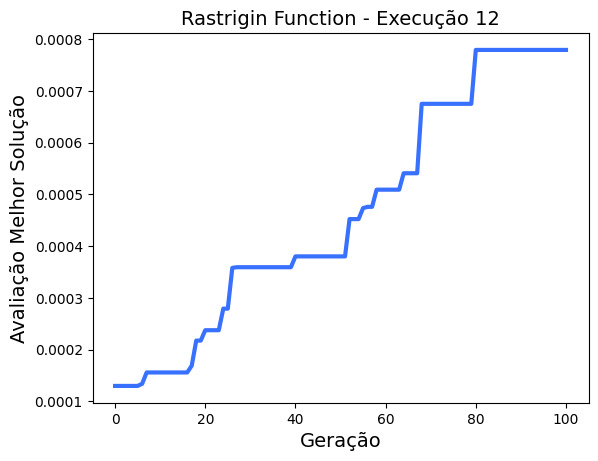 Rastrigin Function - Execução 12
Avaliação Melhor Solução
0.0008
0.0007
0.0006
0.0005
0.0004
0.0003
0.0002
0.0001
0 20 40 60 80 100
Geração